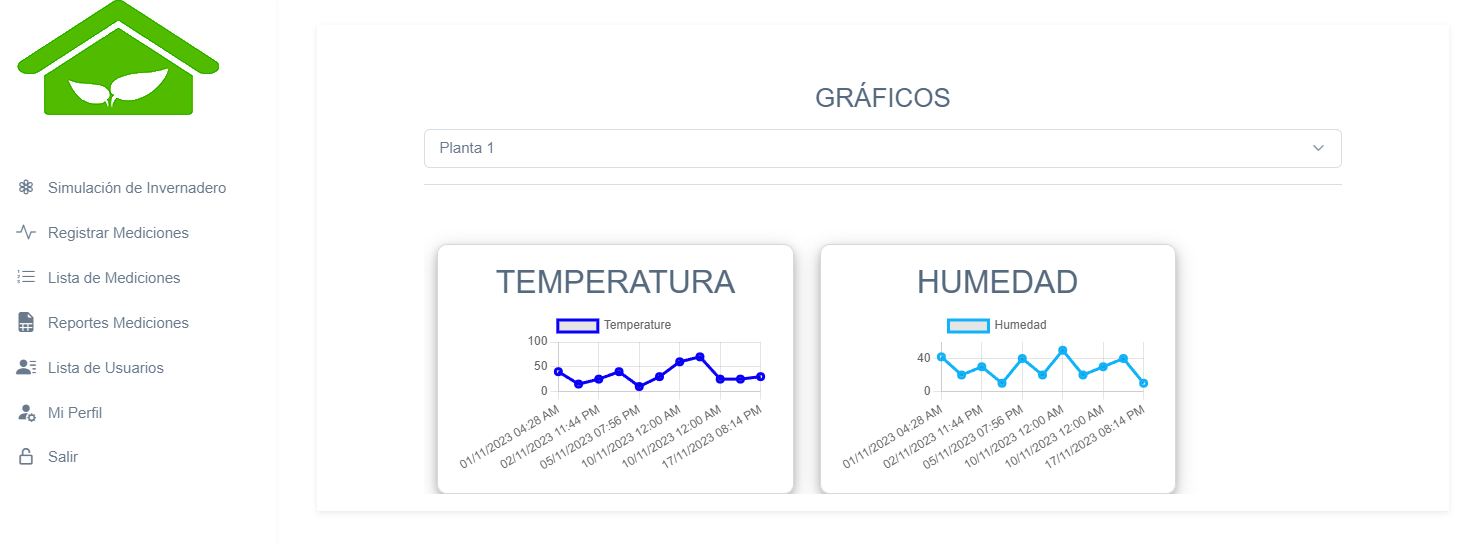 Simulación de Invernadero
Registrar Mediciones
Lista de Mediciones
Reportes Mediciones
Lista de Usuarios
Mi Perfil
Salir
GRÁFICOS
Planta 1
TEMPERATURA
Temperature
100
50
0
01/11/2023 04:28 AM
02/11/2023 11:44 PM
05/11/2023 07:56 PM
10/11/2023 12:00 AM
10/11/2023 12:00 AM
17/11/2023 08:14 PM
HUMEDAD
Humedad
40
0
01/11/2023 04:28 AM
02/11/2023 11:44 PM
05/11/2023 07:56 PM
10/11/2023 12:00 AM
10/11/2023 12:00 AM
17/11/2023 08:14 PM